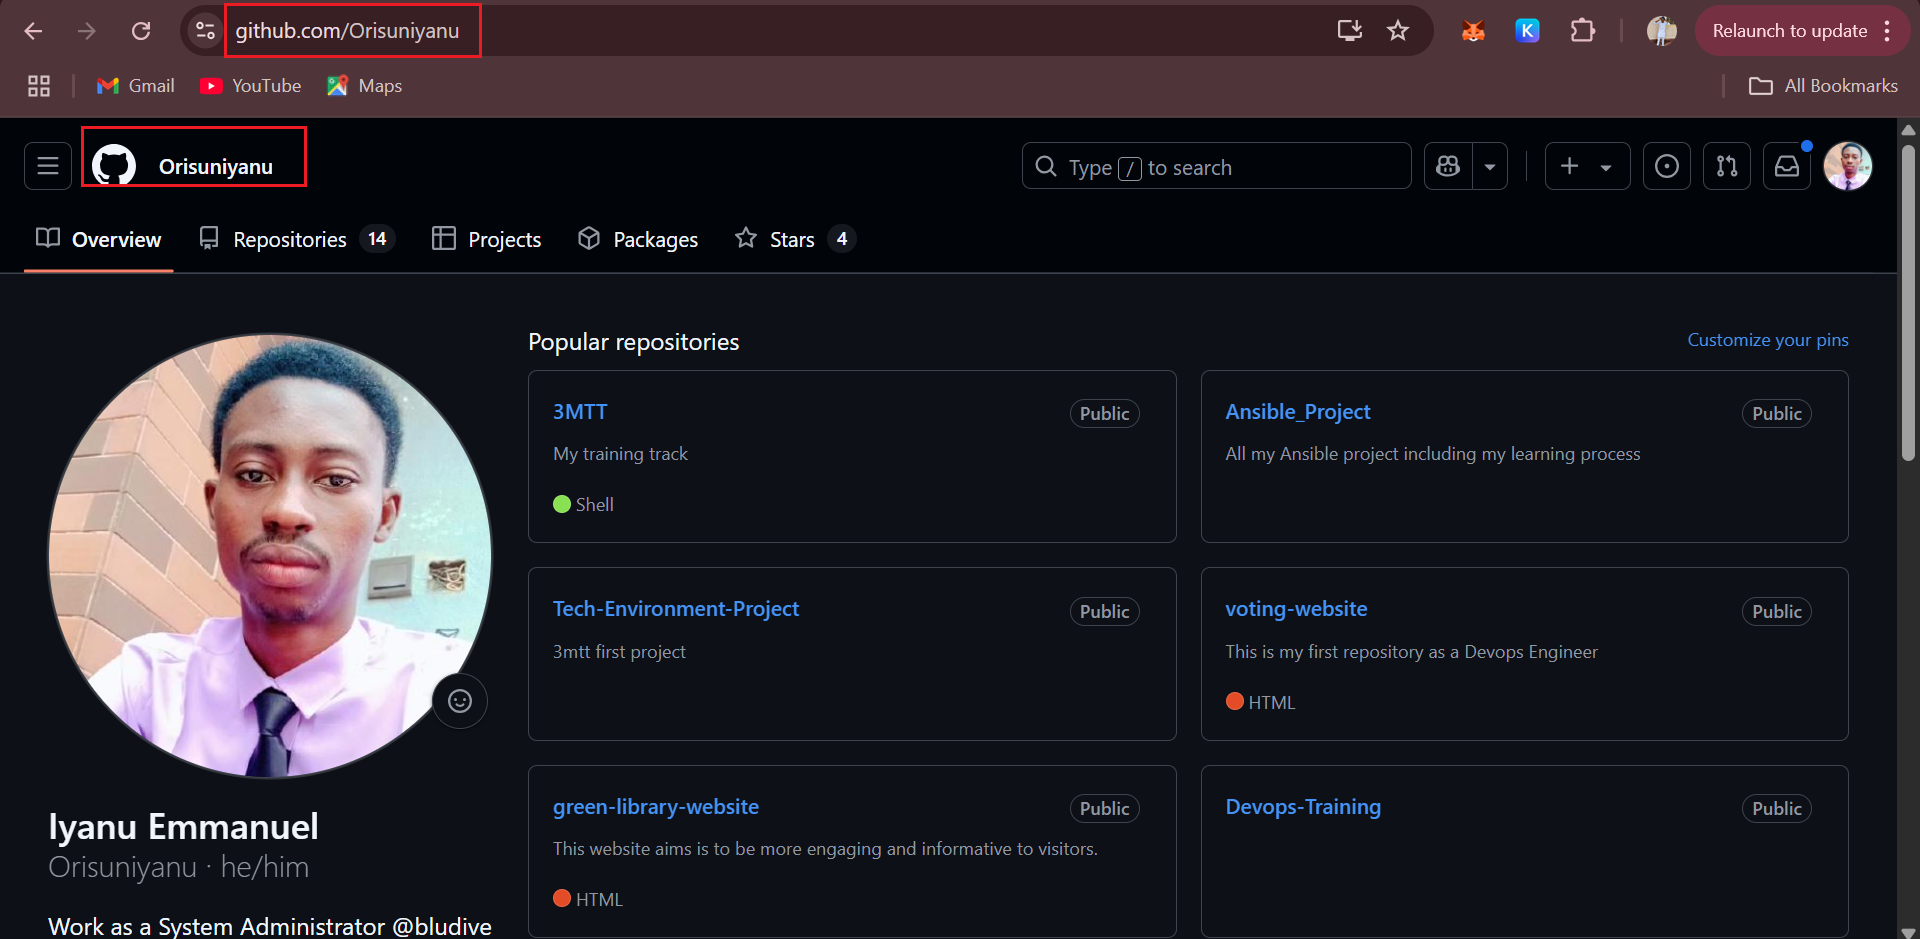 github.com/Orisuniyanu
Relaunch to update
Gmail
YouTube
Maps
All Bookmarks
Orisuniyanu
Type / to search
Overview
Repositories 14
Projects
Packages
Stars 4
Popular repositories
Customize your pins
3MTT
Public
My training track
Shell
Ansible_Project
Public
All my Ansible project including my learning process
Tech-Environment-Project
Public
3mtt first project
voting-website
Public
This is my first repository as a Devops Engineer
HTML
green-library-website
Public
This website aims is to be more engaging and informative to visitors.
HTML
Devops-Training
Public
Iyanu Emmanuel
Orisuniyanu · he/him
Work as a System Administrator @bludive